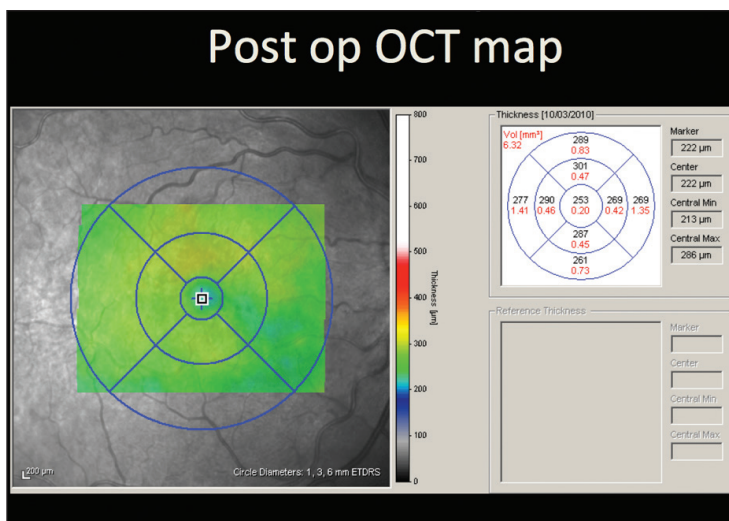 Post op OCT map
800
700
600
500
400
300
200
100
0
Thickness [µm]
200 µm
Circle Diameters: 1, 3, 6 mm ETDRS
Thickness [10/03/2010]
Vol [mm³]
6.32
289
0.83
301
0.47
277 290 253 269 269
1.41 0.46 0.20 0.42 1.35
287
0.45
261
0.73
Marker
222 µm
Center
222 µm
Central Min
213 µm
Central Max
286 µm
Reference Thickness
Marker
Center
Central Min
Central Max